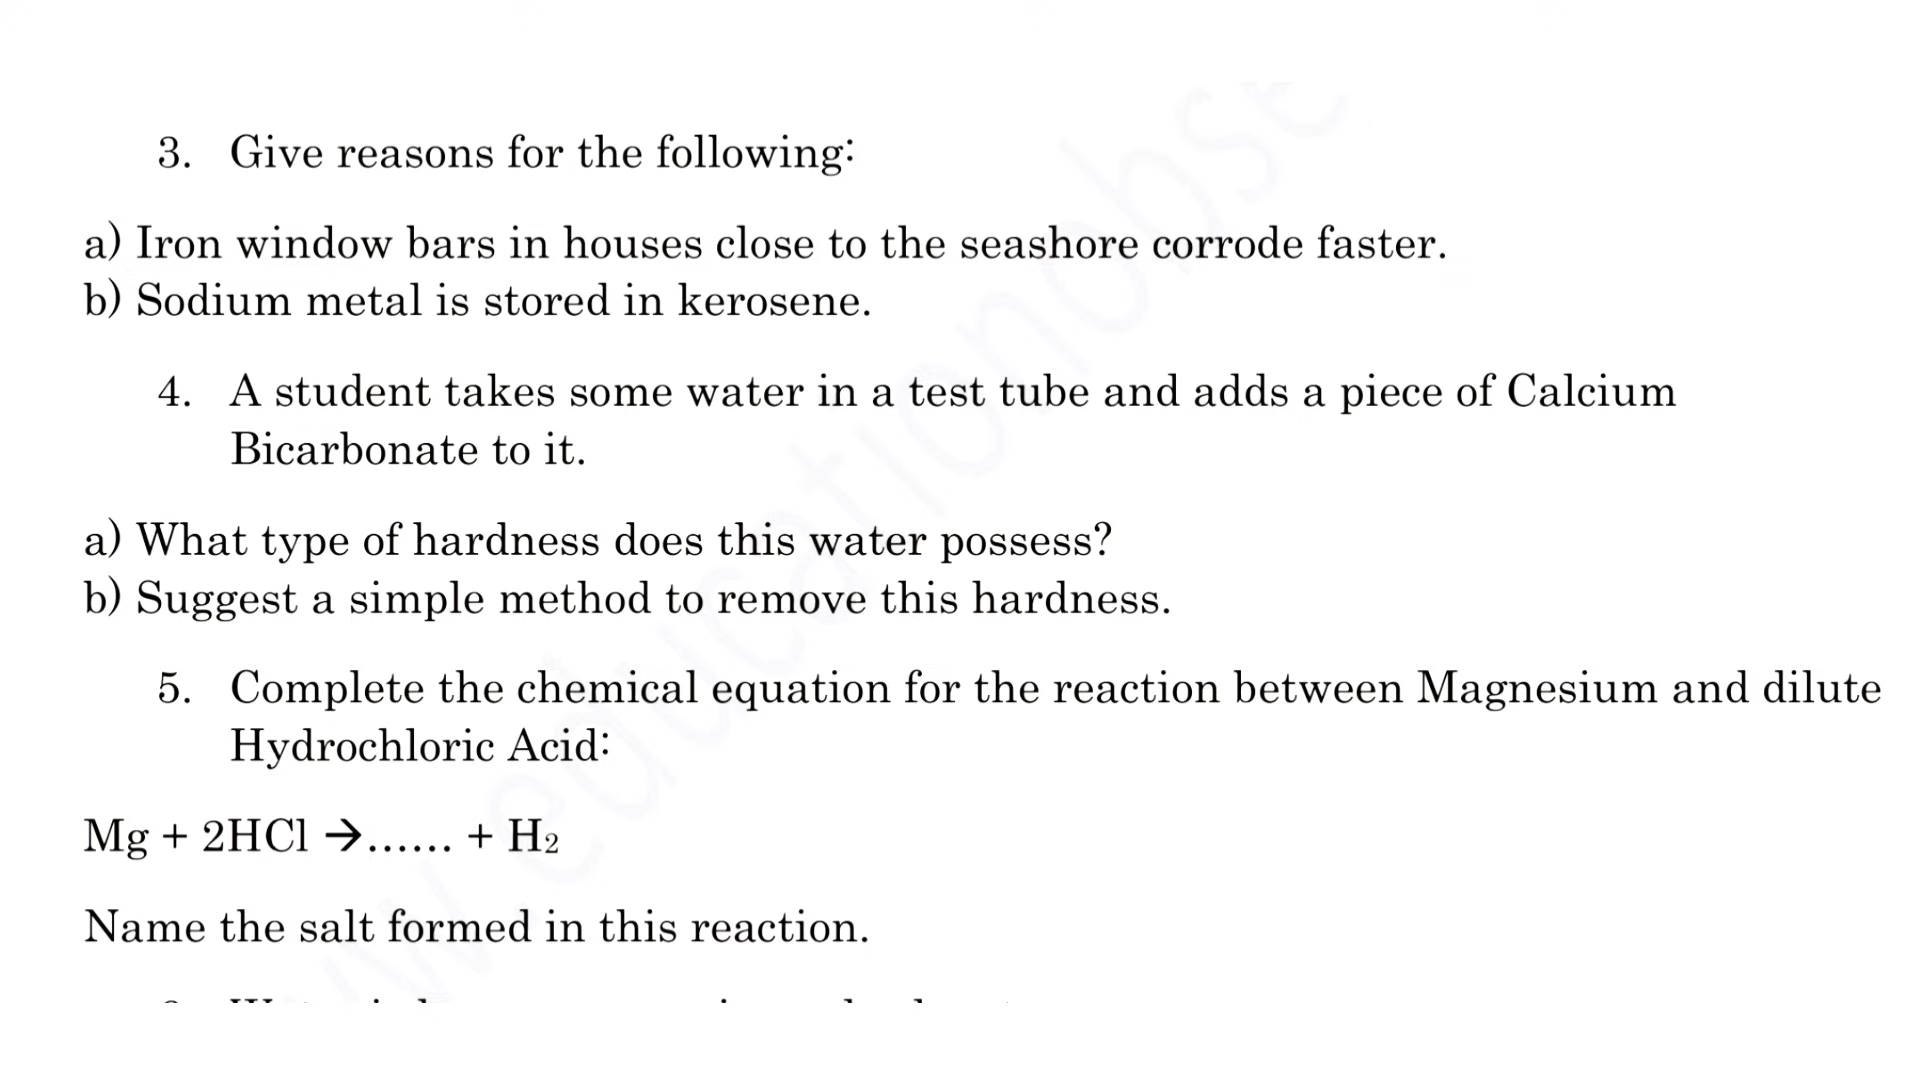 3. Give reasons for the following:
a) Iron window bars in houses close to the seashore corrode faster.
b) Sodium metal is stored in kerosene.
4. A student takes some water in a test tube and adds a piece of Calcium
Bicarbonate to it.
a) What type of hardness does this water possess?
b) Suggest a simple method to remove this hardness.
5. Complete the chemical equation for the reaction between Magnesium and dilute
Hydrochloric Acid:
Mg + 2HCl →...... + H₂
Name the salt formed in this reaction.